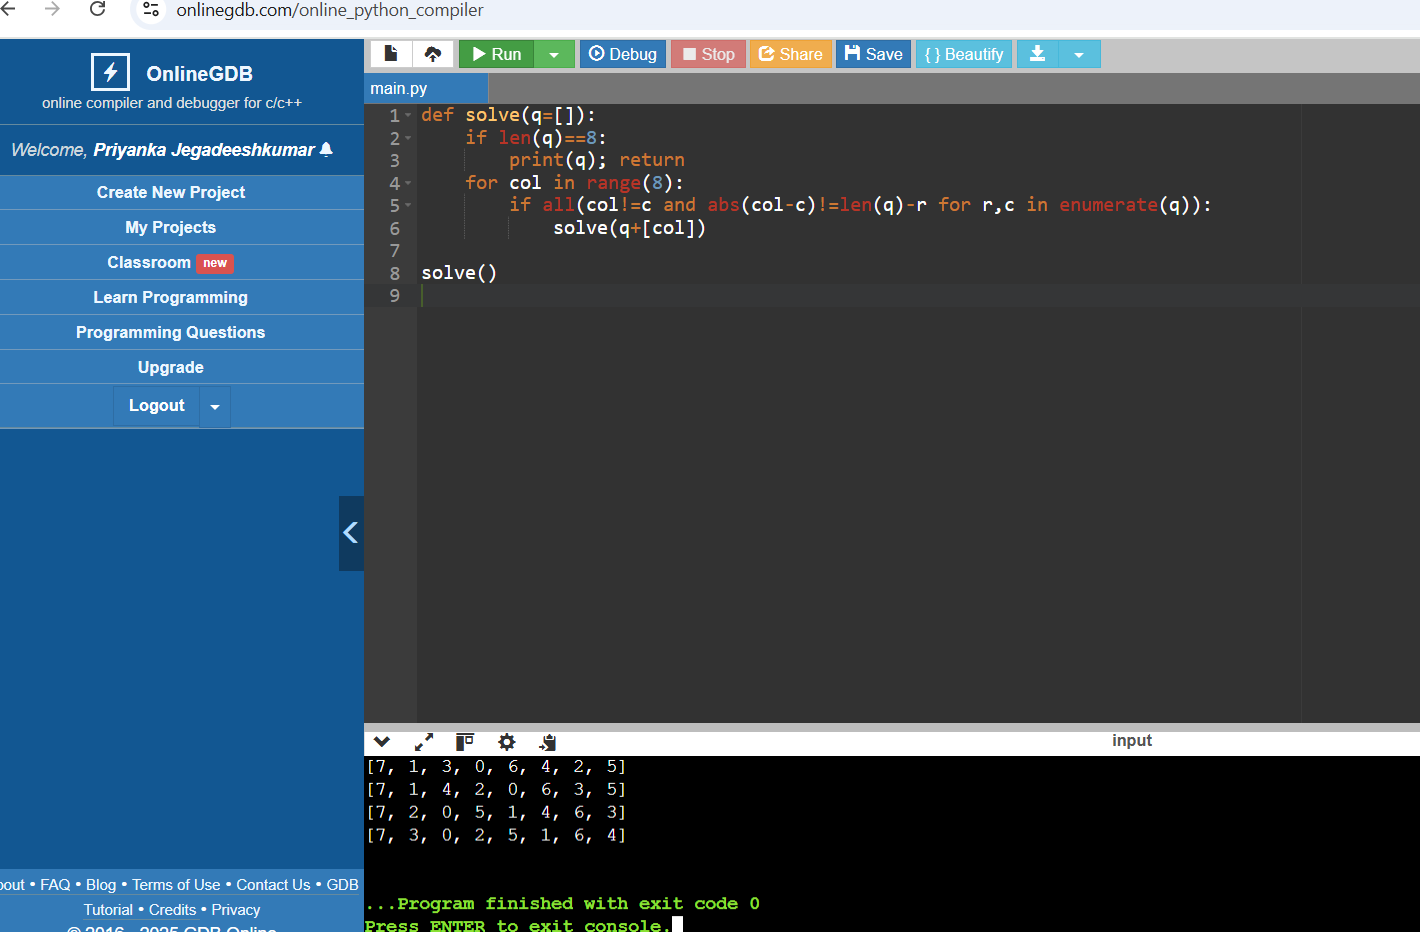 onlinegdb.com/online_python_compiler
OnlineGDB
online compiler and debugger for c/c++
Welcome, Priyanka Jegadeeshkumar
Create New Project
My Projects
Classroom new
Learn Programming
Programming Questions
Upgrade
Logout
out • FAQ • Blog • Terms of Use • Contact Us • GDB
Tutorial • Credits • Privacy
© 2016 - 2025 GDB Online
Run Debug Stop Share Save { } Beautify
main.py
1 def solve(q=[]):
2     if len(q)==8:
3         print(q); return
4     for col in range(8):
5         if all(col!=c and abs(col-c)!=len(q)-r for r,c in enumerate(q)):
6             solve(q+[col])
7
8 solve()
9
input
[7, 1, 3, 0, 6, 4, 2, 5]
[7, 1, 4, 2, 0, 6, 3, 5]
[7, 2, 0, 5, 1, 4, 6, 3]
[7, 3, 0, 2, 5, 1, 6, 4]
...Program finished with exit code 0
Press ENTER to exit console.